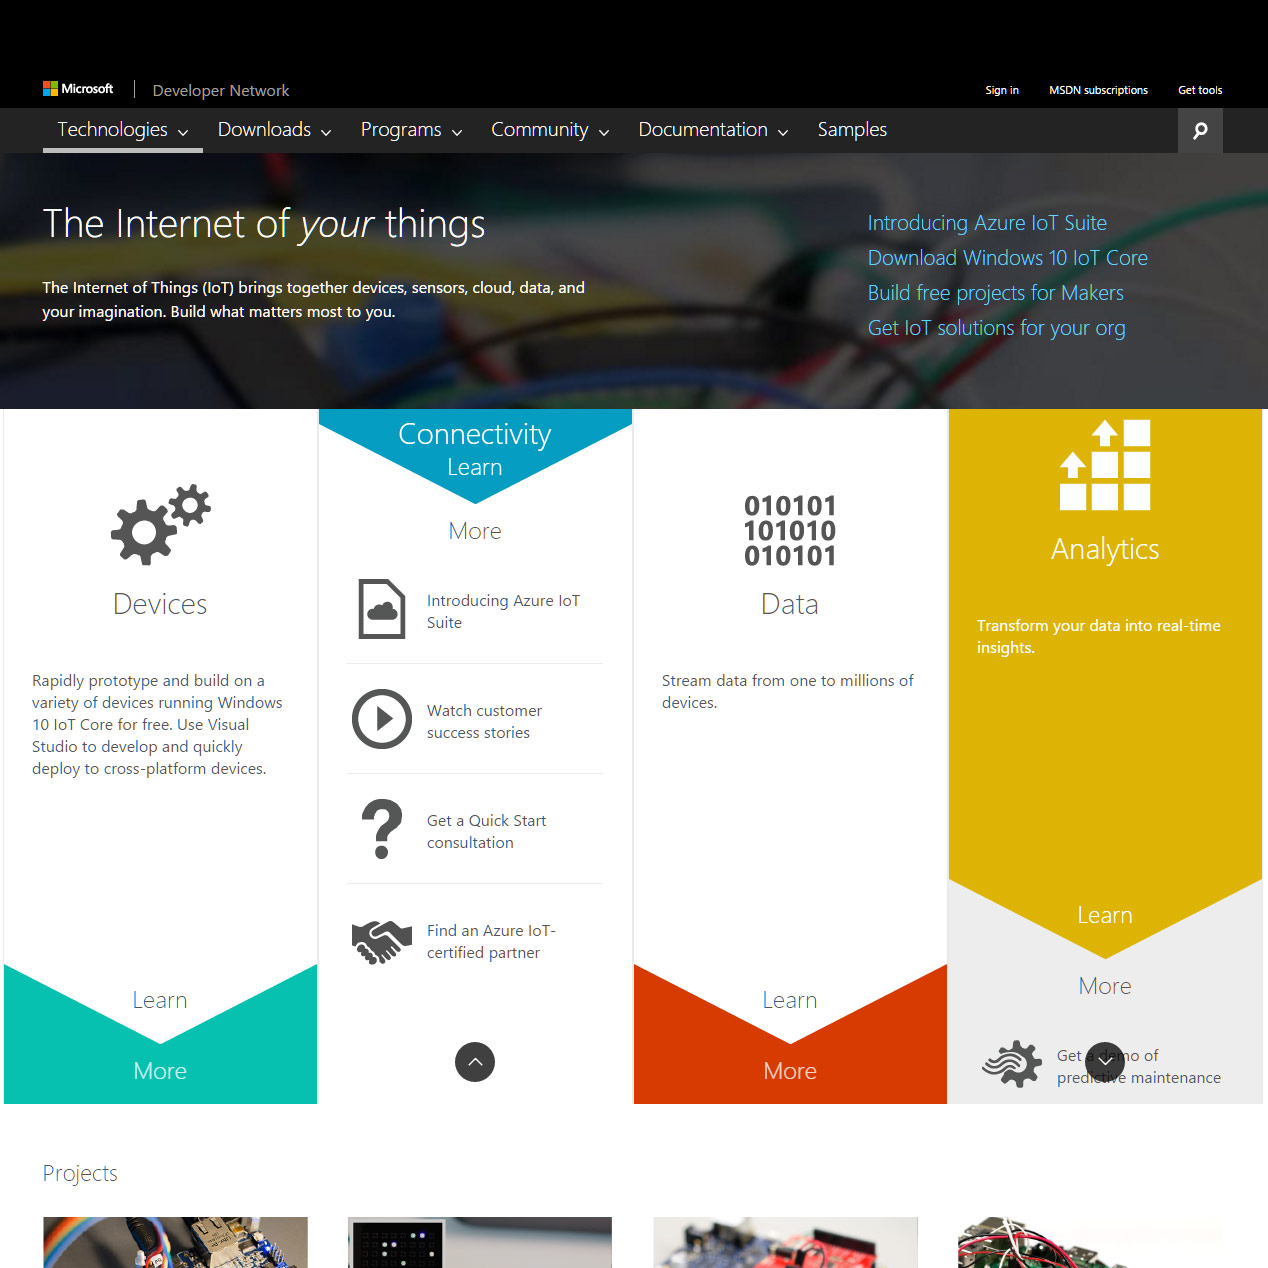 Microsoft
Developer Network
Sign in
MSDN subscriptions
Get tools
Technologies
Downloads
Programs
Community
Documentation
Samples
The Internet of your things
The Internet of Things (IoT) brings together devices, sensors, cloud, data, and
your imagination. Build what matters most to you.
Introducing Azure IoT Suite
Download Windows 10 IoT Core
Build free projects for Makers
Get IoT solutions for your org
Devices
Rapidly prototype and build on a
variety of devices running Windows
10 IoT Core for free. Use Visual
Studio to develop and quickly
deploy to cross-platform devices.
Learn
More
Connectivity
Learn
More
Introducing Azure IoT
Suite
Watch customer
success stories
Get a Quick Start
consultation
Find an Azure IoT-
certified partner
010101
101010
010101
Data
Stream data from one to millions of
devices.
Learn
More
Analytics
Transform your data into real-time
insights.
Learn
More
Get a demo of
predictive maintenance
Projects